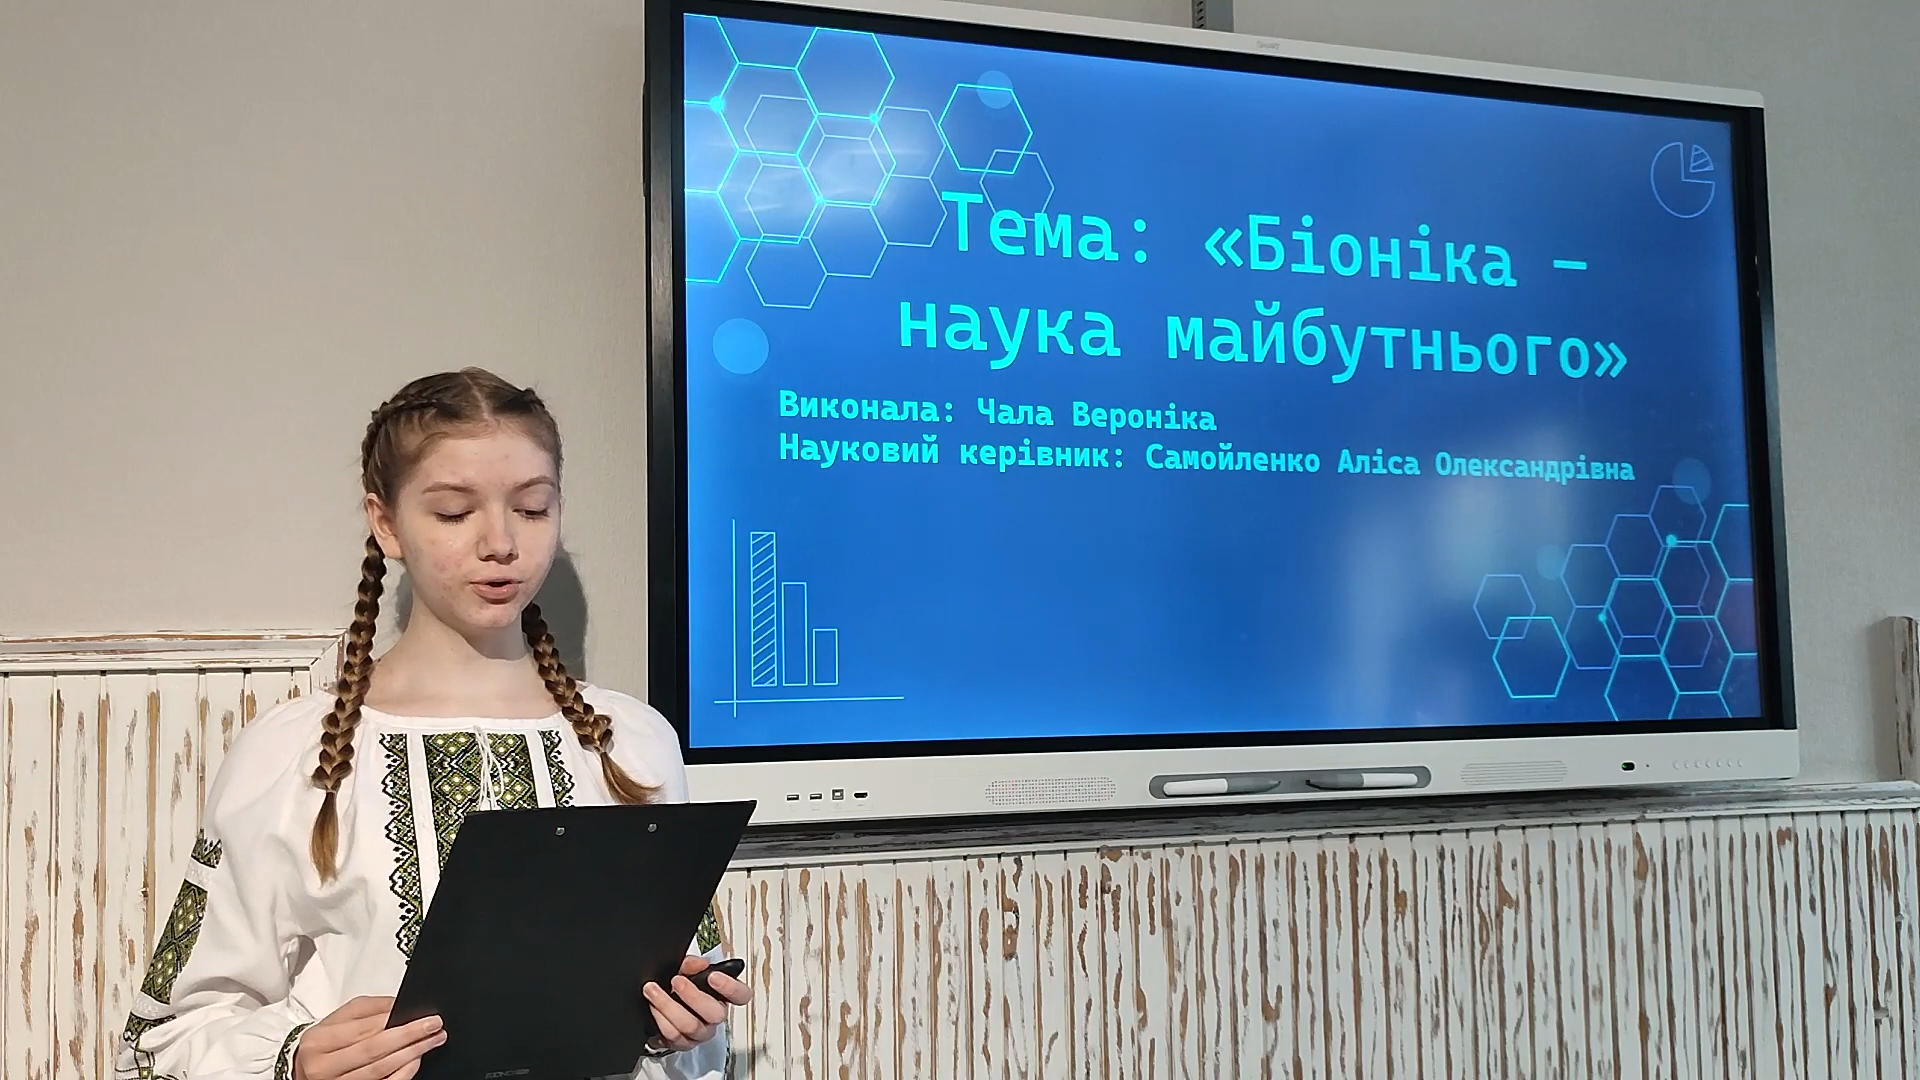 Тема: «Біоніка –
наука майбутнього»
Виконала: Чала Вероніка
Науковий керівник: Самойленко Аліса Олександрівна